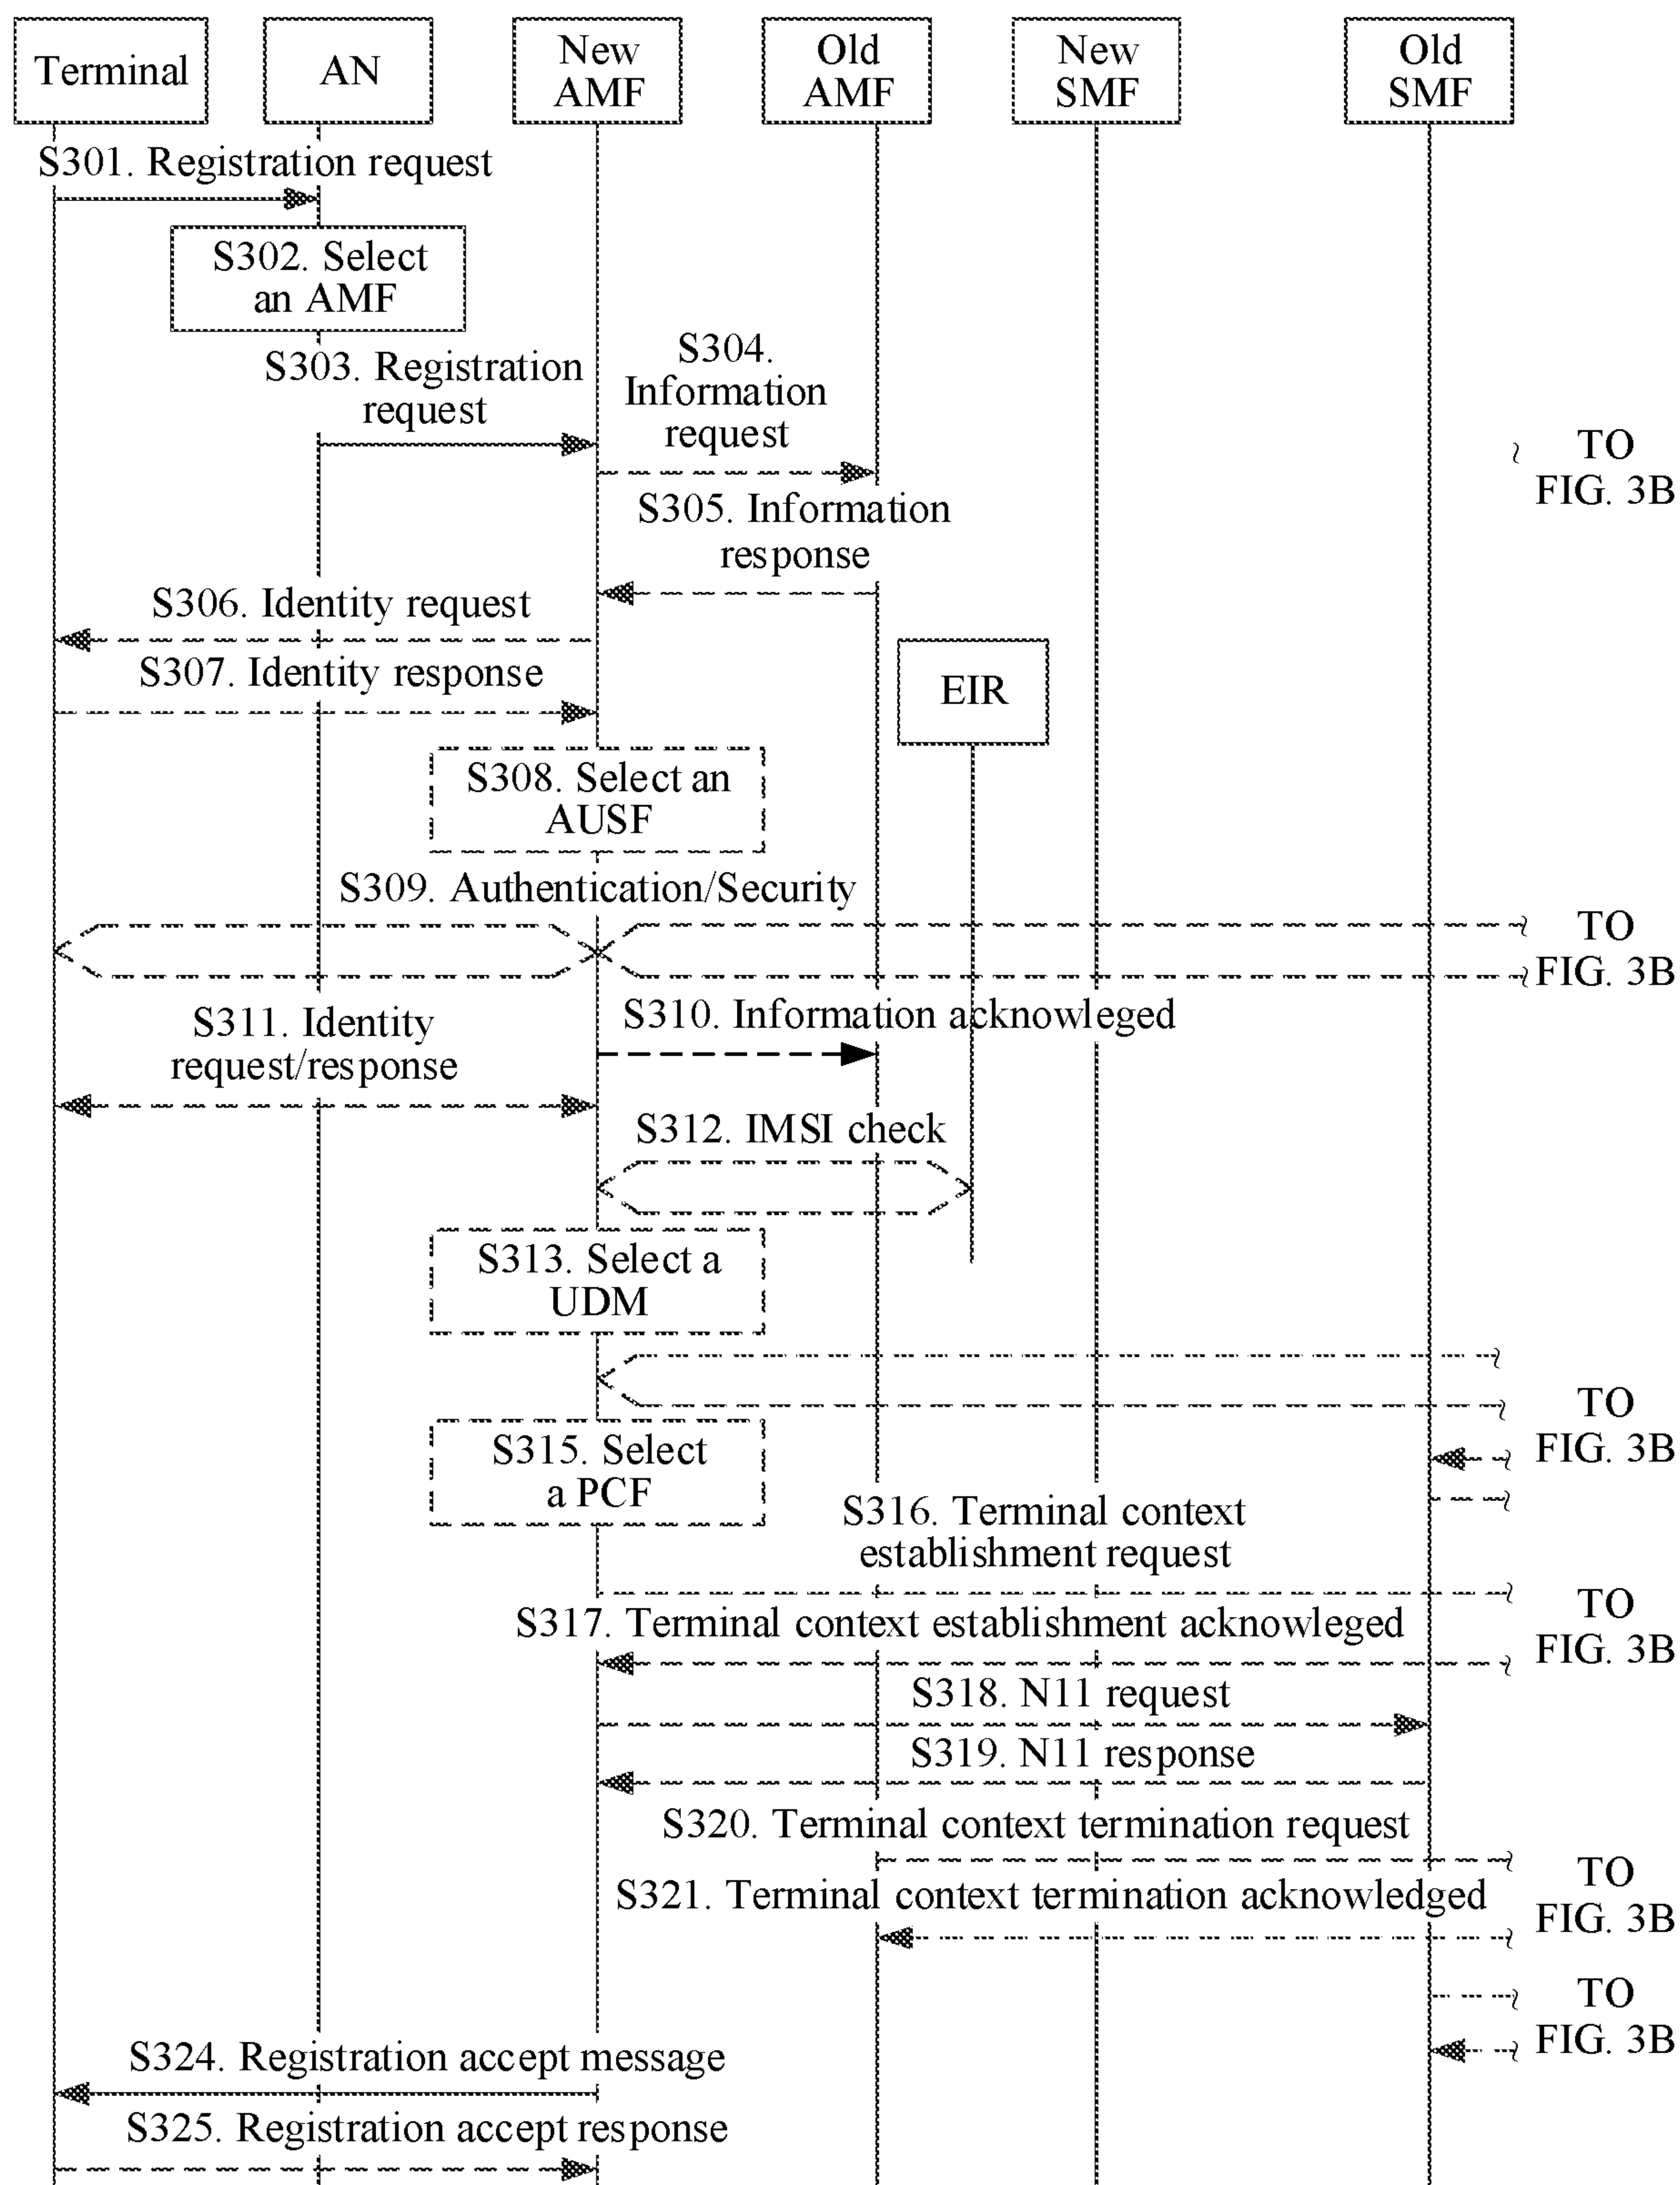 Terminal
AN
New
AMF
Old
AMF
New
SMF
Old
SMF
S301. Registration request
S302. Select
an AMF
S303. Registration
request
S304.
Information
request
TO
FIG. 3B
S305. Information
response
S306. Identity request
S307. Identity response
EIR
S308. Select an
AUSF
S309. Authentication/Security
TO
FIG. 3B
S310. Information acknowleged
S311. Identity
request/response
S312. IMSI check
S313. Select a
UDM
TO
FIG. 3B
S315. Select
a PCF
S316. Terminal context
establishment request
TO
FIG. 3B
S317. Terminal context establishment acknowleged
S318. N11 request
S319. N11 response
S320. Terminal context termination request
TO
FIG. 3B
S321. Terminal context termination acknowledged
TO
FIG. 3B
S324. Registration accept message
S325. Registration accept response